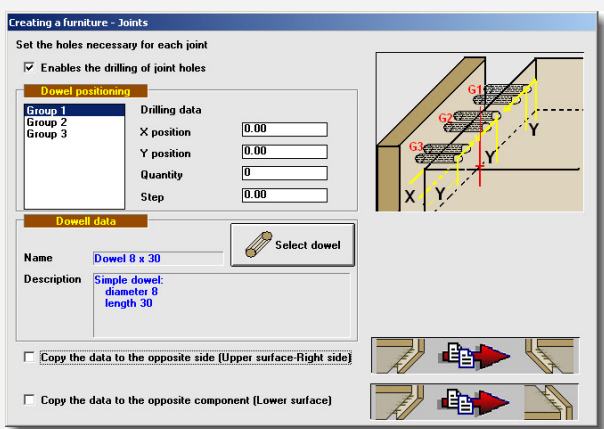 Creating a furniture - Joints
Set the holes necessary for each joint
Enables the drilling of joint holes
Dowel positioning
Group 1
Group 2
Group 3
Drilling data
X position 0.00
Y position 0.00
Quantity 0
Step 0.00
G1
G2
G3
Y
Y
X Y
Dowell data
Select dowel
Name Dowel 8 x 30
Description Simple dowel:
diameter 8
length 30
Copy the data to the opposite side (Upper surface-Right side)
Copy the data to the opposite component (Lower surface)